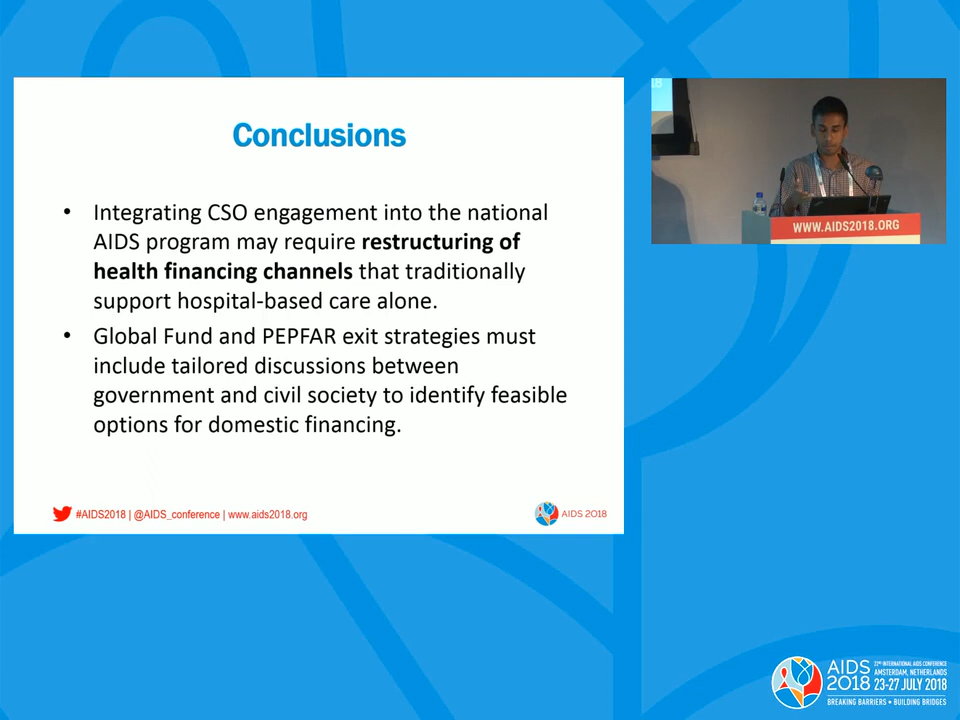 Conclusions
• Integrating CSO engagement into the national
AIDS program may require restructuring of
health financing channels that traditionally
support hospital-based care alone.
• Global Fund and PEPFAR exit strategies must
include tailored discussions between
government and civil society to identify feasible
options for domestic financing.
#AIDS2018 | @AIDS_conference | www.aids2018.org
AIDS 2018
WWW.AIDS2018.ORG
AIDS
2018
22ND INTERNATIONAL AIDS CONFERENCE
AMSTERDAM, NETHERLANDS
23-27 JULY 2018
BREAKING BARRIERS • BUILDING BRIDGES